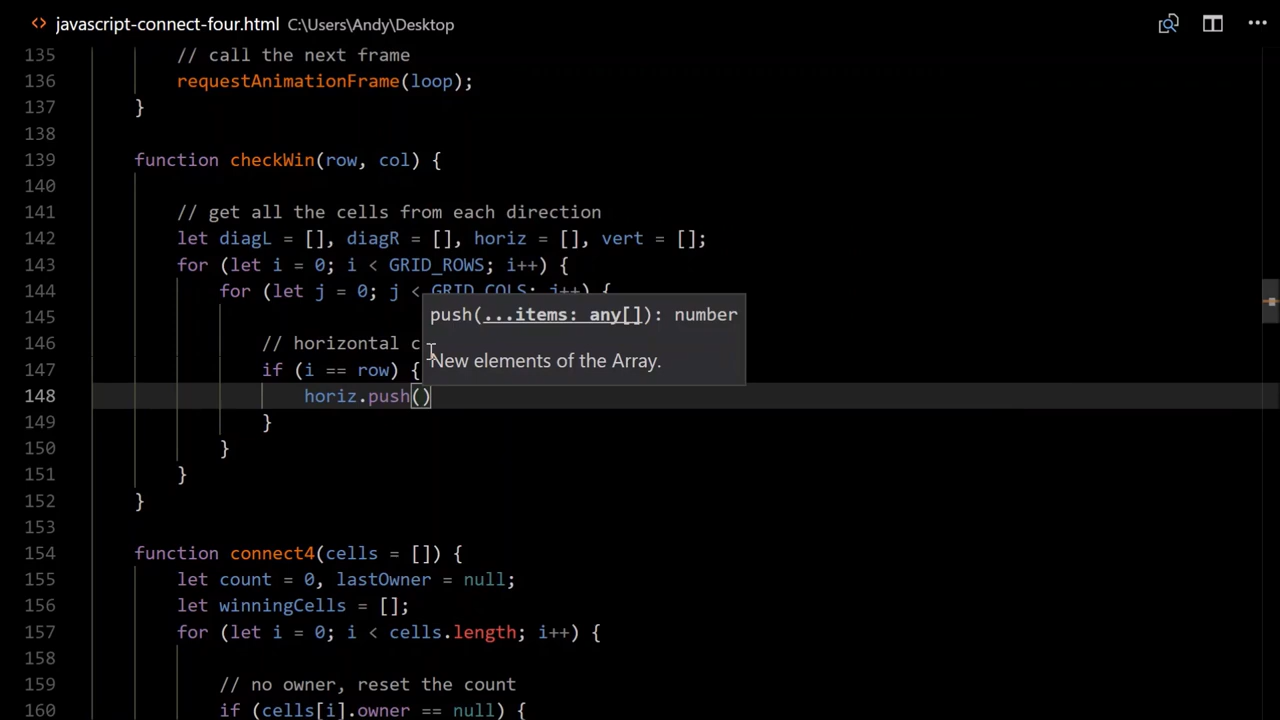 javascript-connect-four.html C:\Users\Andy\Desktop
135 // call the next frame
136 requestAnimationFrame(loop);
137 }
138
139 function checkWin(row, col) {
140
141 // get all the cells from each direction
142 let diagL = [], diagR = [], horiz = [], vert = [];
143 for (let i = 0; i < GRID_ROWS; i++) {
144 for (let j = 0; j < GRID_COLS; j++) {
145
push(...items: any[]): number
146 // horizontal c
New elements of the Array.
147 if (i == row) {
148 horiz.push()
149 }
150 }
151 }
152 }
153
154 function connect4(cells = []) {
155 let count = 0, lastOwner = null;
156 let winningCells = [];
157 for (let i = 0; i < cells.length; i++) {
158
159 // no owner, reset the count
160 if (cells[i].owner == null) {